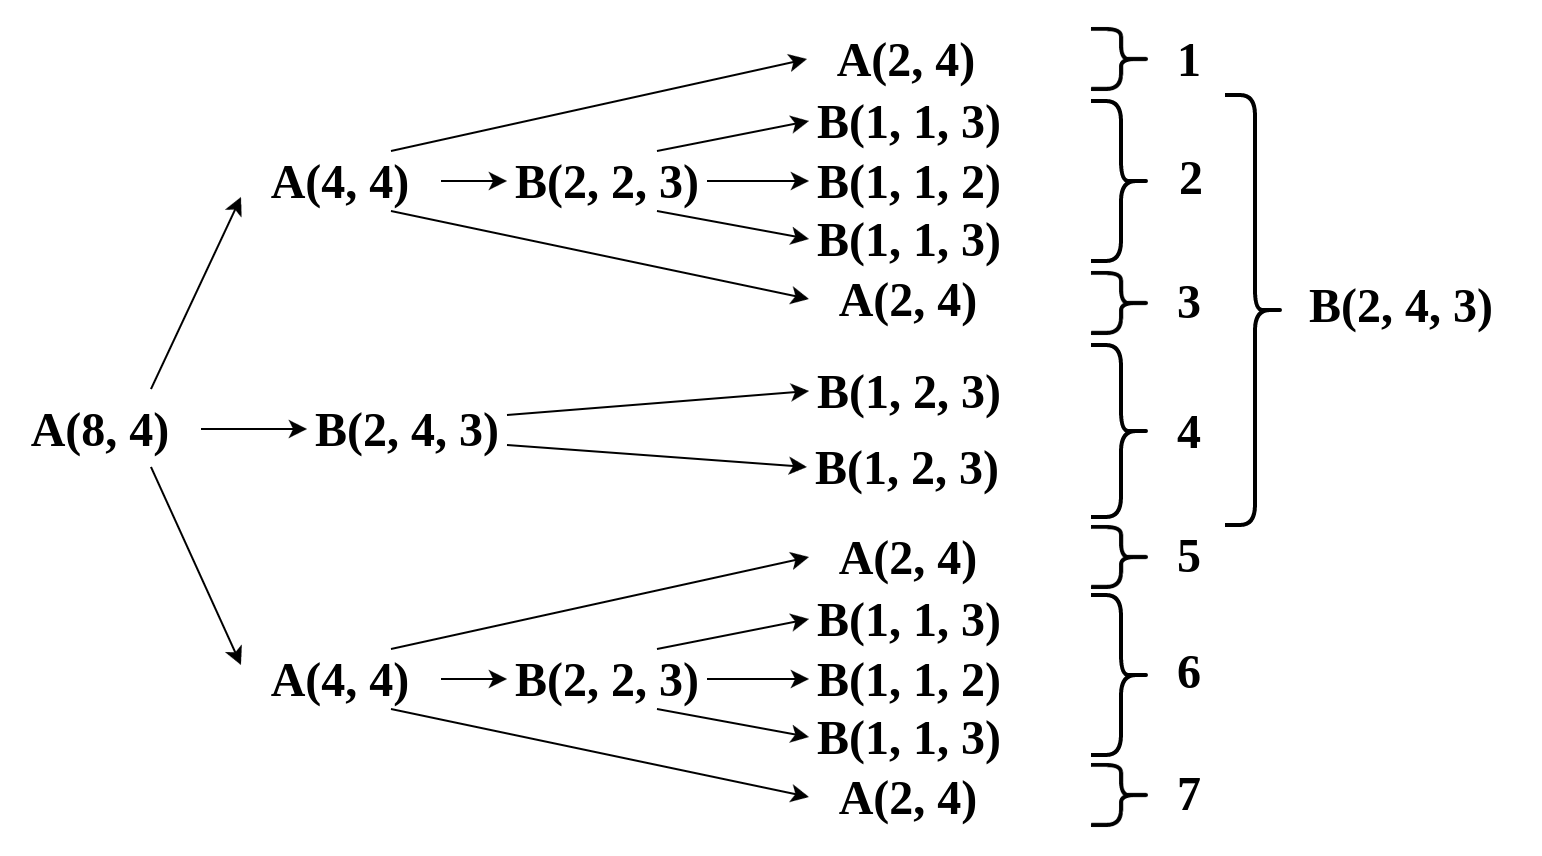 A(2, 4) 1
B(1, 1, 3)
A(4, 4) B(2, 2, 3) B(1, 1, 2) 2
B(1, 1, 3)
A(2, 4) 3
B(2, 4, 3)
B(1, 2, 3)
A(8, 4) B(2, 4, 3) 4
B(1, 2, 3)
A(2, 4) 5
B(1, 1, 3)
A(4, 4) B(2, 2, 3) B(1, 1, 2) 6
B(1, 1, 3)
A(2, 4) 7